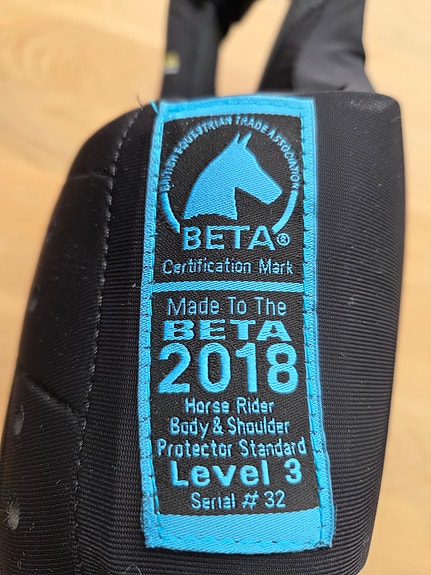 BRITISH EQUESTRIAN TRADE ASSOCIATION
BETA®
Certification Mark
Made To The
BETA
2018
Horse Rider
Body & Shoulder
Protector Standard
Level 3
Serial # 32